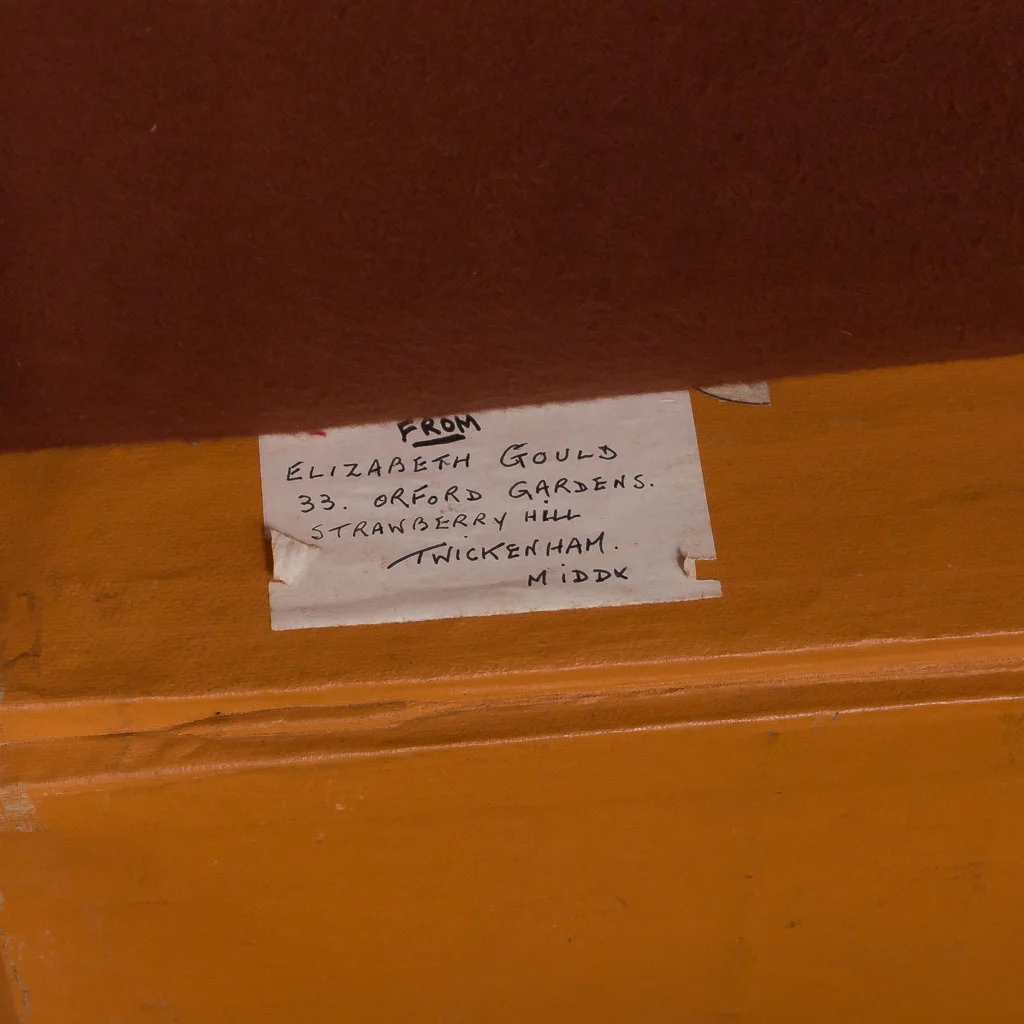 FROM
ELIZABETH GOULD
33. ORFORD GARDENS.
STRAWBERRY HILL
TWICKENHAM.
MIDDX